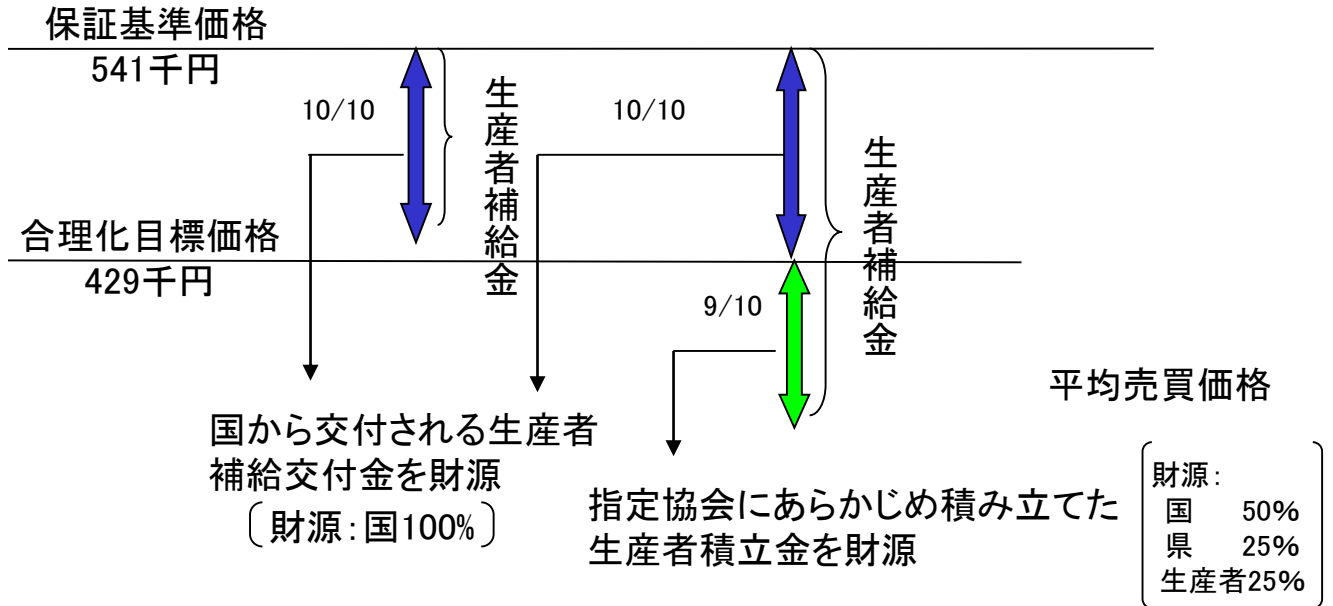 保証基準価格
541千円
10/10
生産者補給金
10/10
生産者補給金
合理化目標価格
429千円
9/10
平均売買価格
国から交付される生産者
補給交付金を財源
〔財源：国100%〕
指定協会にあらかじめ積み立てた
生産者積立金を財源
財源：
国 50%
県 25%
生産者25%